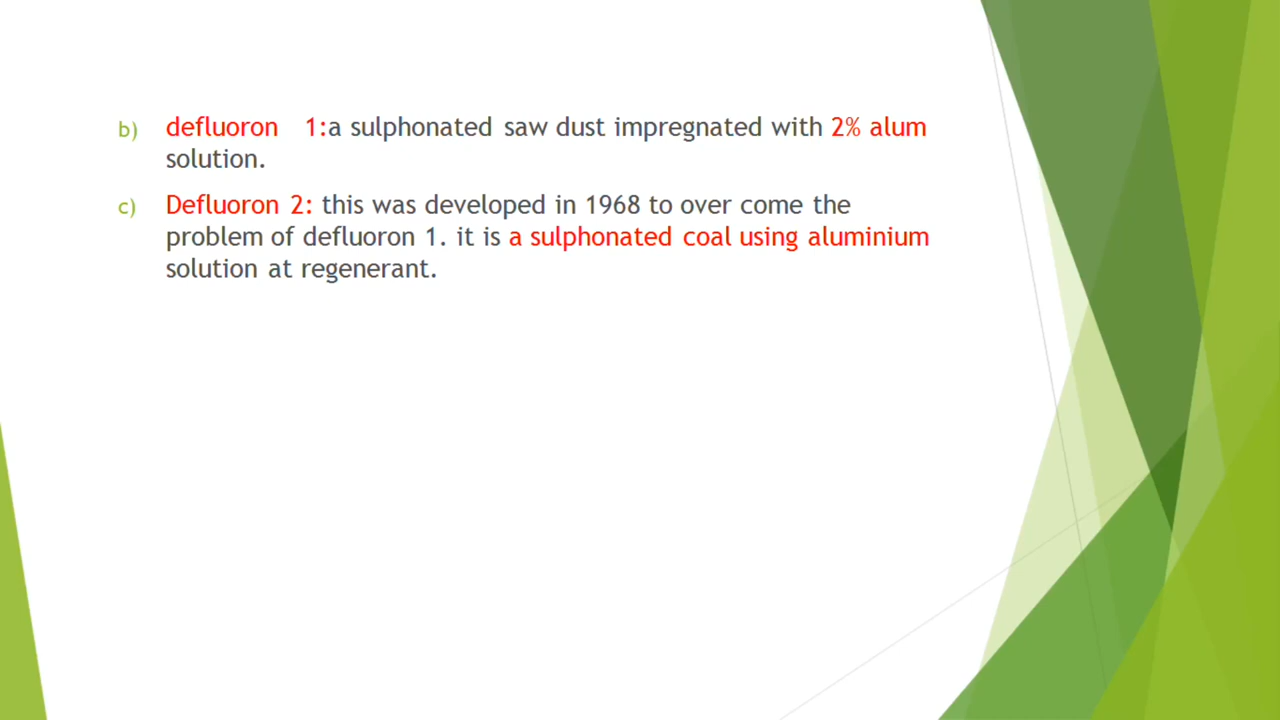 b) defluoron 1:a sulphonated saw dust impregnated with 2% alum
solution.
c) Defluoron 2: this was developed in 1968 to over come the
problem of defluoron 1. it is a sulphonated coal using aluminium
solution at regenerant.